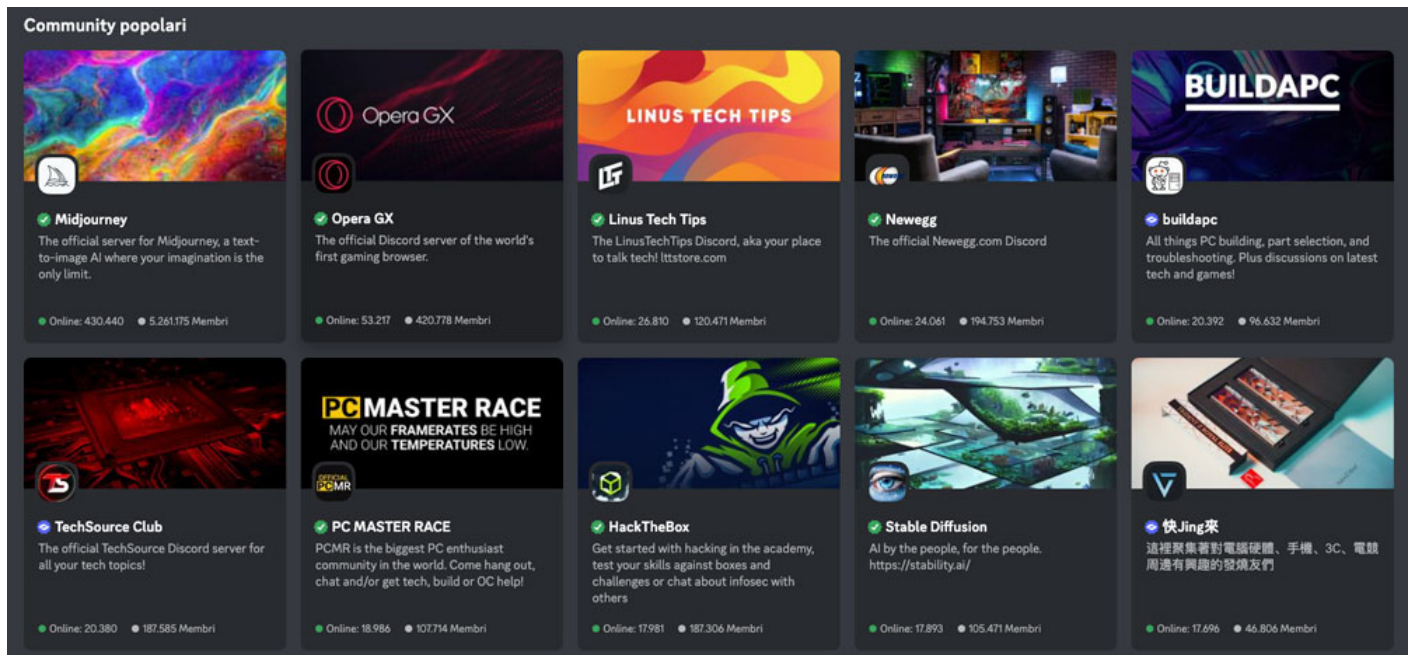 Community popolari
Opera GX
LINUS TECH TIPS
BUILDAPC
Midjourney
The official server for Midjourney, a text-
to-image AI where your imagination is the
only limit.
Online: 430.440 5.261.175 Membri
Opera GX
The official Discord server of the world's
first gaming browser.
Online: 53.217 420.778 Membri
LTT
Linus Tech Tips
The LinusTechTips Discord, aka your place
to talk tech! lttstore.com
Online: 26.810 120.471 Membri
Newegg
The official Newegg.com Discord
Online: 24.061 194.753 Membri
buildapc
All things PC building, part selection, and
troubleshooting. Plus discussions on latest
tech and games!
Online: 20.392 96.632 Membri
PC MASTER RACE
MAY OUR FRAMERATES BE HIGH
AND OUR TEMPERATURES LOW.
TS
TechSource Club
The official TechSource Discord server for
all your tech topics!
Online: 20.380 187.585 Membri
OFFICIAL
PCMR
PC MASTER RACE
PCMR is the biggest PC enthusiast
community in the world. Come hang out,
chat and/or get tech, build or OC help!
Online: 18.986 107.714 Membri
HackTheBox
Get started with hacking in the academy,
test your skills against boxes and
challenges or chat about infosec with
others
Online: 17.981 187.306 Membri
Stable Diffusion
AI by the people, for the people.
https://stability.ai/
Online: 17.893 105.471 Membri
快Jing來
這裡聚集著對電腦硬體、手機、3C、電競
周邊有興趣的發燒友們
Online: 17.696 46.806 Membri